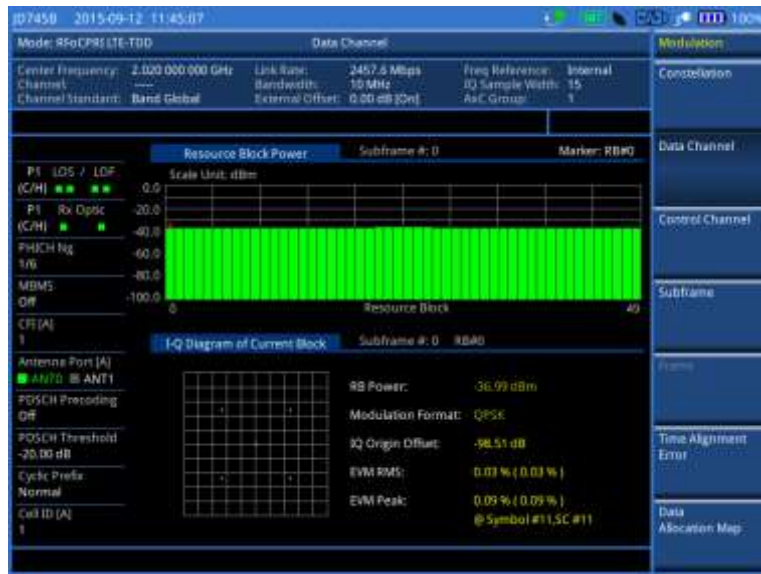 JD745B 2015-09-12 11:45:07
100%
Mode: RFoCPRI LTE-TDD Data Channel
Modulation
Center Frequency: 2.020 000 000 GHz Link Rate: 2457.6 Mbps Freq Reference: Internal
Channel: ---- Bandwidth: 10 MHz IQ Sample Width: 15
Channel Standard: Band Global External Offset: 0.00 dB [On] AxC Group: 1
Constellation
Data Channel
Control Channel
Subframe
Frame
Time Alignment
Error
Data
Allocation Map
P1 LOS / LOF
(C/H)
P1 Rx Optic
(C/H)
PHICH Ng
1/6
MBMS
Off
CFI [A]
1
Antenna Port [A]
ANT0 ANT1
PDSCH Precoding
Off
PDSCH Threshold
-20.00 dB
Cyclic Prefix
Normal
Cell ID [A]
1
Resource Block Power Subframe #: 0 Marker: RB#0
Scale Unit: dBm
0.0
-20.0
-40.0
-60.0
-80.0
-100.0
0 Resource Block 49
I-Q Diagram of Current Block Subframe #: 0 RB#0
RB Power: -36.99 dBm
Modulation Format: QPSK
IQ Origin Offset: -98.51 dB
EVM RMS: 0.03 % ( 0.03 % )
EVM Peak: 0.09 % ( 0.09 % )
@ Symbol #11,SC #11